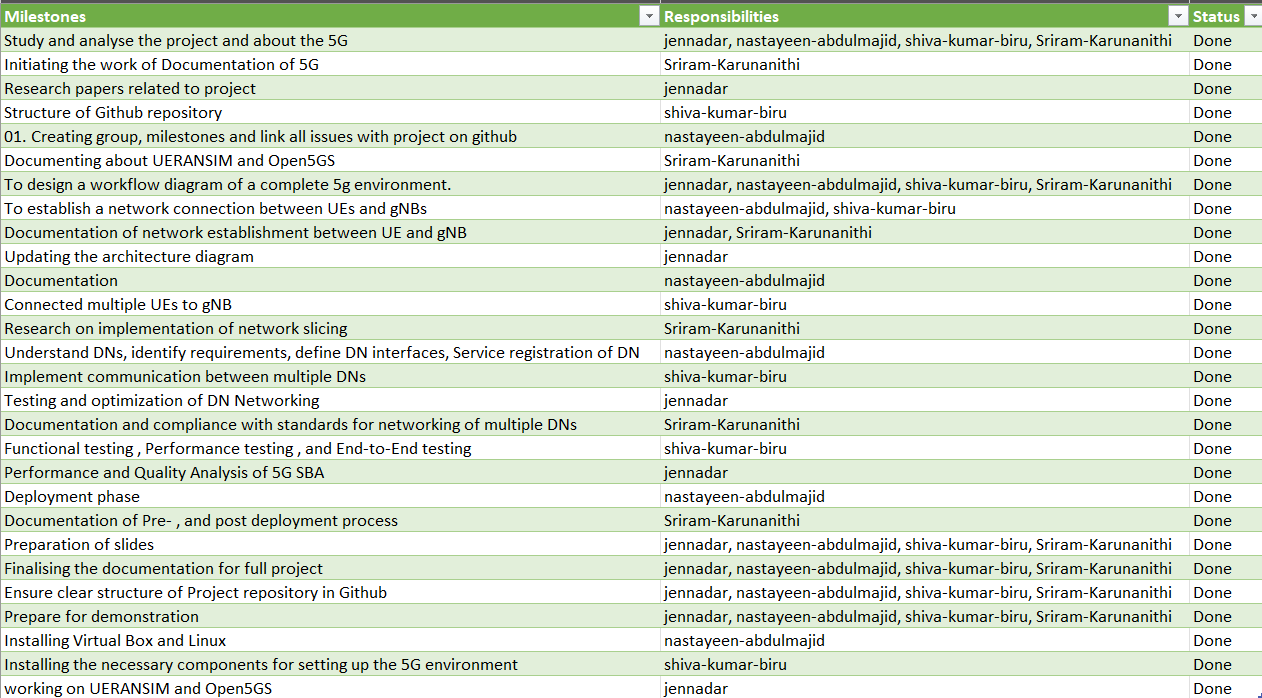 Milestones Responsibilities Status
Study and analyse the project and about the 5G jennadar, nastayeen-abdulmajid, shiva-kumar-biru, Sriram-Karunanithi Done
Initiating the work of Documentation of 5G Sriram-Karunanithi Done
Research papers related to project jennadar Done
Structure of Github repository shiva-kumar-biru Done
01. Creating group, milestones and link all issues with project on github nastayeen-abdulmajid Done
Documenting about UERANSIM and Open5GS Sriram-Karunanithi Done
To design a workflow diagram of a complete 5g environment. jennadar, nastayeen-abdulmajid, shiva-kumar-biru, Sriram-Karunanithi Done
To establish a network connection between UEs and gNBs nastayeen-abdulmajid, shiva-kumar-biru Done
Documentation of network establishment between UE and gNB jennadar, Sriram-Karunanithi Done
Updating the architecture diagram jennadar Done
Documentation nastayeen-abdulmajid Done
Connected multiple UEs to gNB shiva-kumar-biru Done
Research on implementation of network slicing Sriram-Karunanithi Done
Understand DNs, identify requirements, define DN interfaces, Service registration of DN nastayeen-abdulmajid Done
Implement communication between multiple DNs shiva-kumar-biru Done
Testing and optimization of DN Networking jennadar Done
Documentation and compliance with standards for networking of multiple DNs Sriram-Karunanithi Done
Functional testing , Performance testing , and End-to-End testing shiva-kumar-biru Done
Performance and Quality Analysis of 5G SBA jennadar Done
Deployment phase nastayeen-abdulmajid Done
Documentation of Pre- , and post deployment process Sriram-Karunanithi Done
Preparation of slides jennadar, nastayeen-abdulmajid, shiva-kumar-biru, Sriram-Karunanithi Done
Finalising the documentation for full project jennadar, nastayeen-abdulmajid, shiva-kumar-biru, Sriram-Karunanithi Done
Ensure clear structure of Project repository in Github jennadar, nastayeen-abdulmajid, shiva-kumar-biru, Sriram-Karunanithi Done
Prepare for demonstration jennadar, nastayeen-abdulmajid, shiva-kumar-biru, Sriram-Karunanithi Done
Installing Virtual Box and Linux nastayeen-abdulmajid Done
Installing the necessary components for setting up the 5G environment shiva-kumar-biru Done
working on UERANSIM and Open5GS jennadar Done